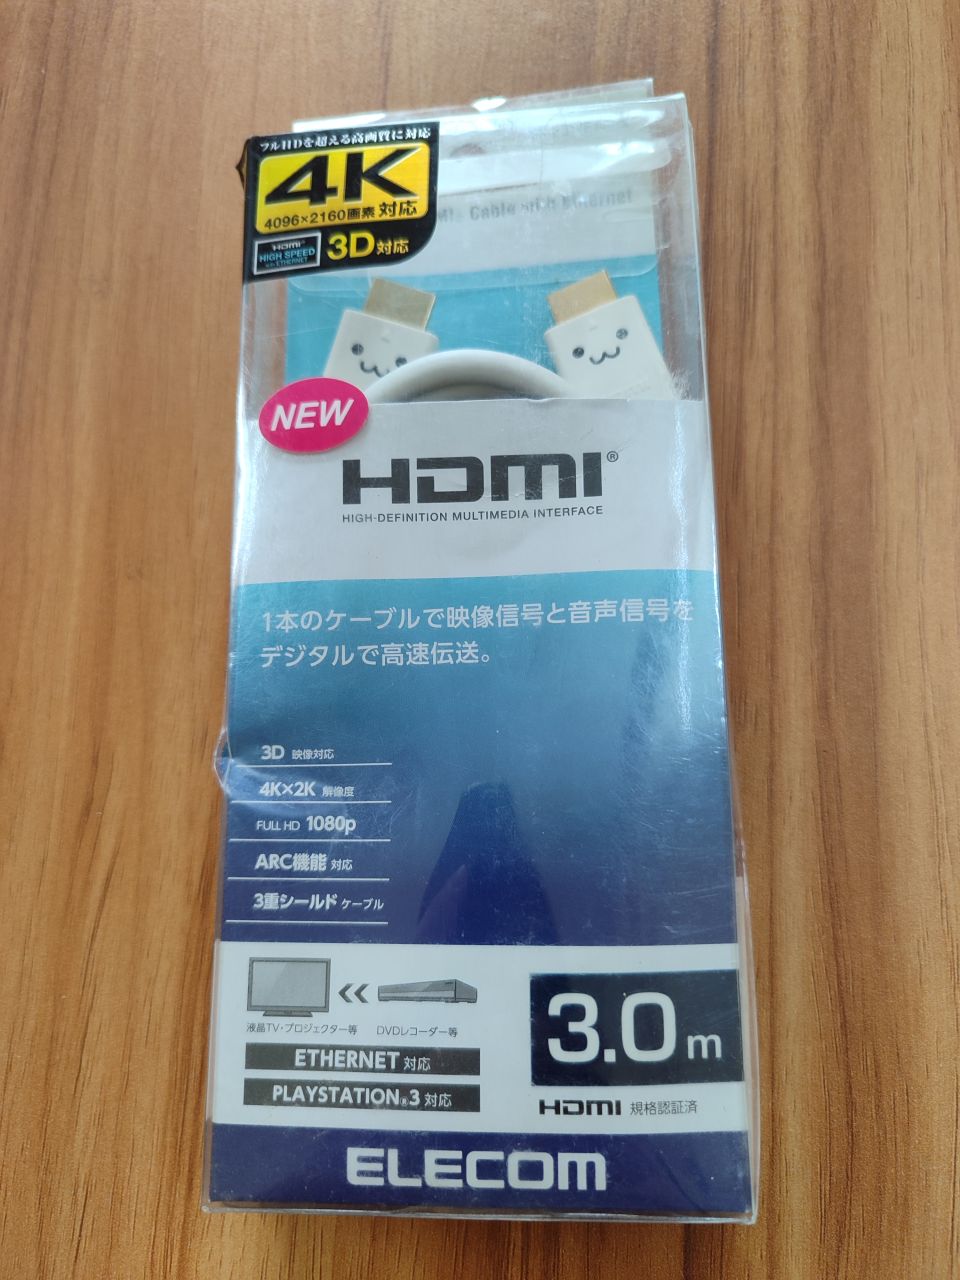 フルHDを超える高画質に対応
4K
4096×2160画素 対応
HDMI
HIGH SPEED
with ETHERNET
3D対応
Cable with Ethernet
NEW
HDMI®
HIGH-DEFINITION MULTIMEDIA INTERFACE
1本のケーブルで映像信号と音声信号を
デジタルで高速伝送。
3D 映像対応
4K×2K 解像度
FULL HD 1080p
ARC機能 対応
3重シールド ケーブル
液晶TV・プロジェクター等
DVDレコーダー等
ETHERNET 対応
PLAYSTATION®3 対応
3.0m
HDMI 規格認証済
ELECOM